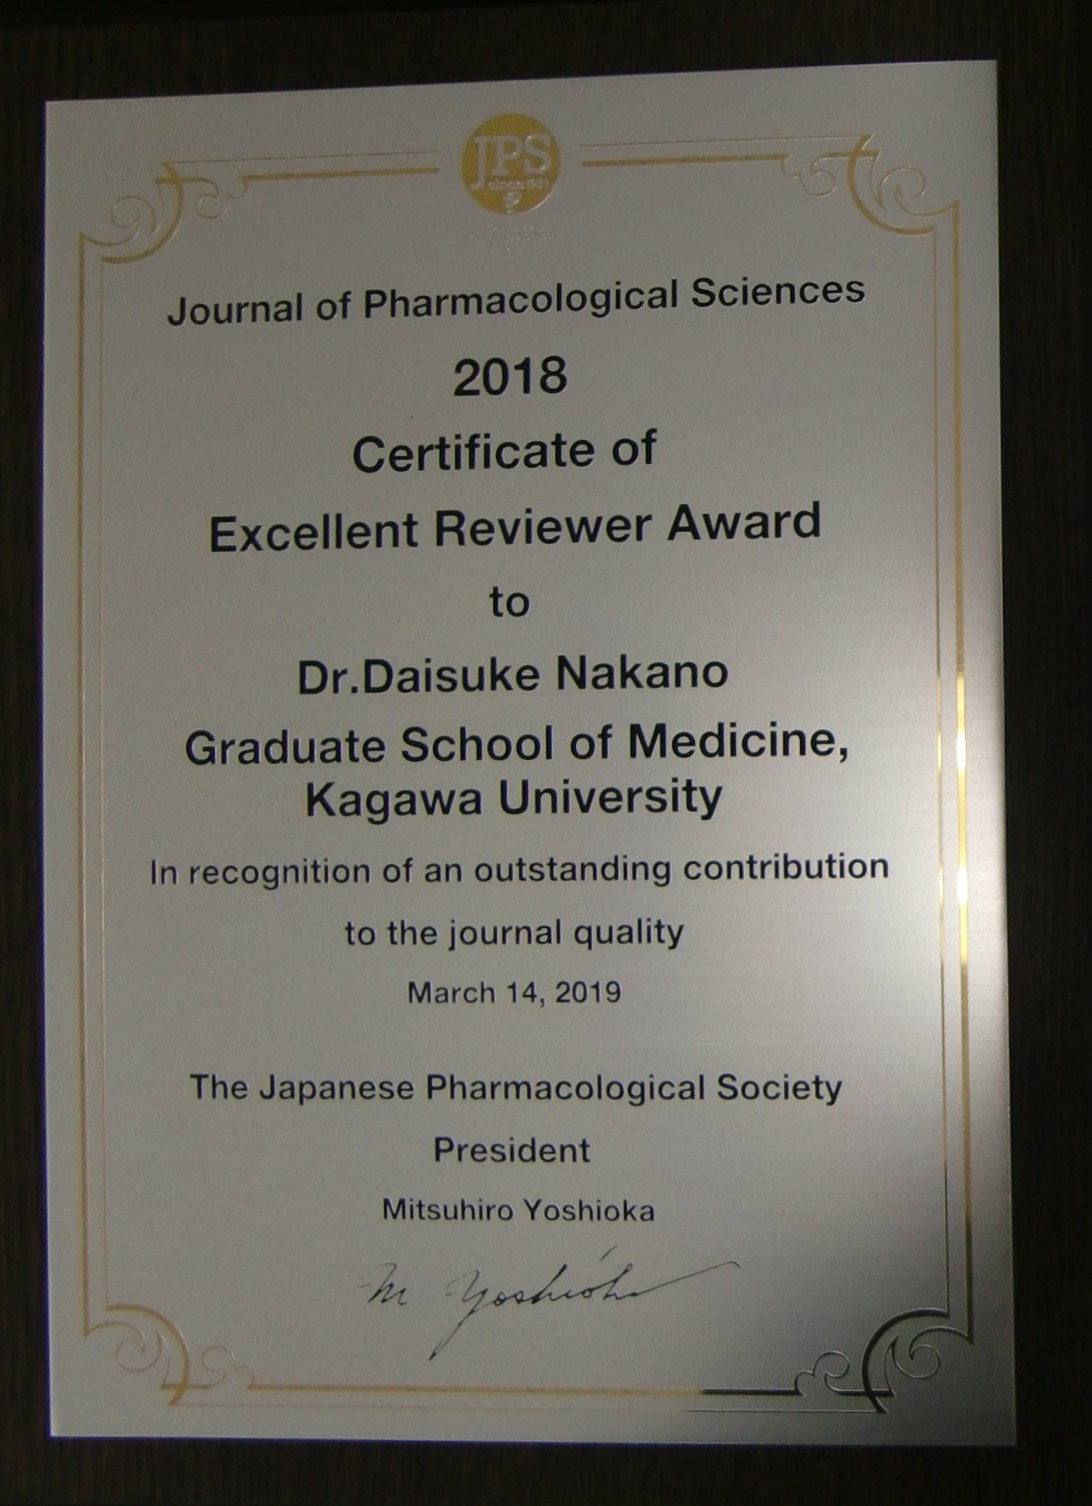 JPS
since 1951
Journal of Pharmacological Sciences
2018
Certificate of
Excellent Reviewer Award
to
Dr.Daisuke Nakano
Graduate School of Medicine,
Kagawa University
In recognition of an outstanding contribution
to the journal quality
March 14, 2019
The Japanese Pharmacological Society
President
Mitsuhiro Yoshioka
M Yoshioka